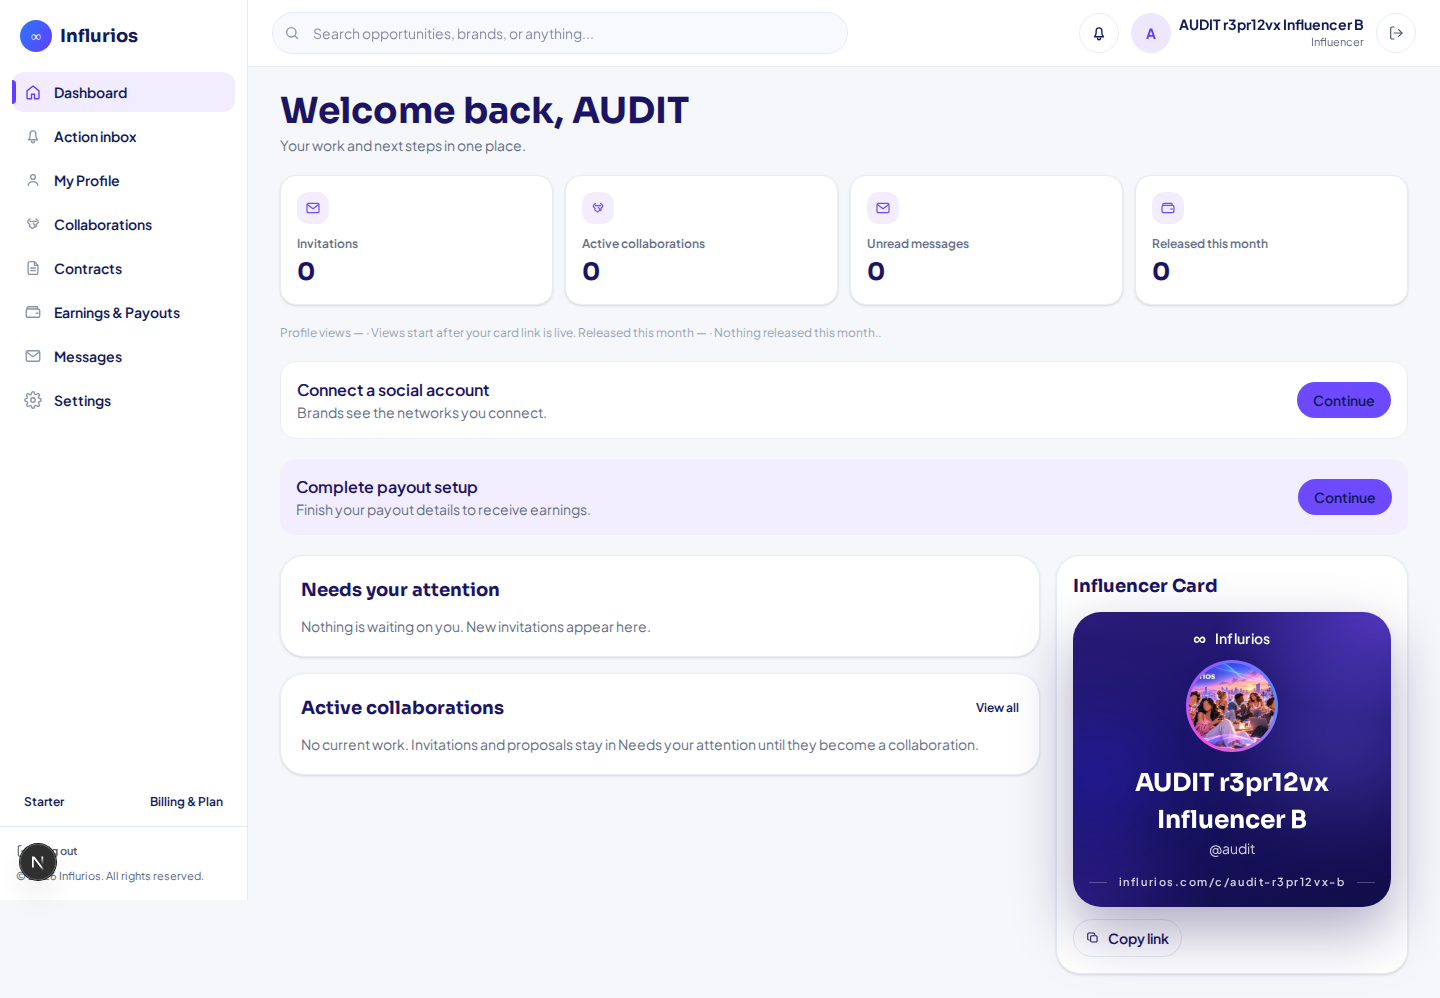 ∞ Influrios
Search opportunities, brands, or anything...
A
AUDIT r3pr12vx Influencer B
Influencer
Dashboard
Action inbox
My Profile
Collaborations
Contracts
Earnings & Payouts
Messages
Settings
Starter
Billing & Plan
N
Influrios. All rights reserved.
Welcome back, AUDIT
Your work and next steps in one place.
Invitations
0
Active collaborations
0
Unread messages
0
Released this month
0
Profile views — · Views start after your card link is live. Released this month — · Nothing released this month..
Connect a social account
Brands see the networks you connect.
Continue
Complete payout setup
Finish your payout details to receive earnings.
Continue
Needs your attention
Nothing is waiting on you. New invitations appear here.
Active collaborations
View all
No current work. Invitations and proposals stay in Needs your attention until they become a collaboration.
Influencer Card
∞ Influrios
AUDIT r3pr12vx
Influencer B
@audit
influrios.com/c/audit-r3pr12vx-b
Copy link